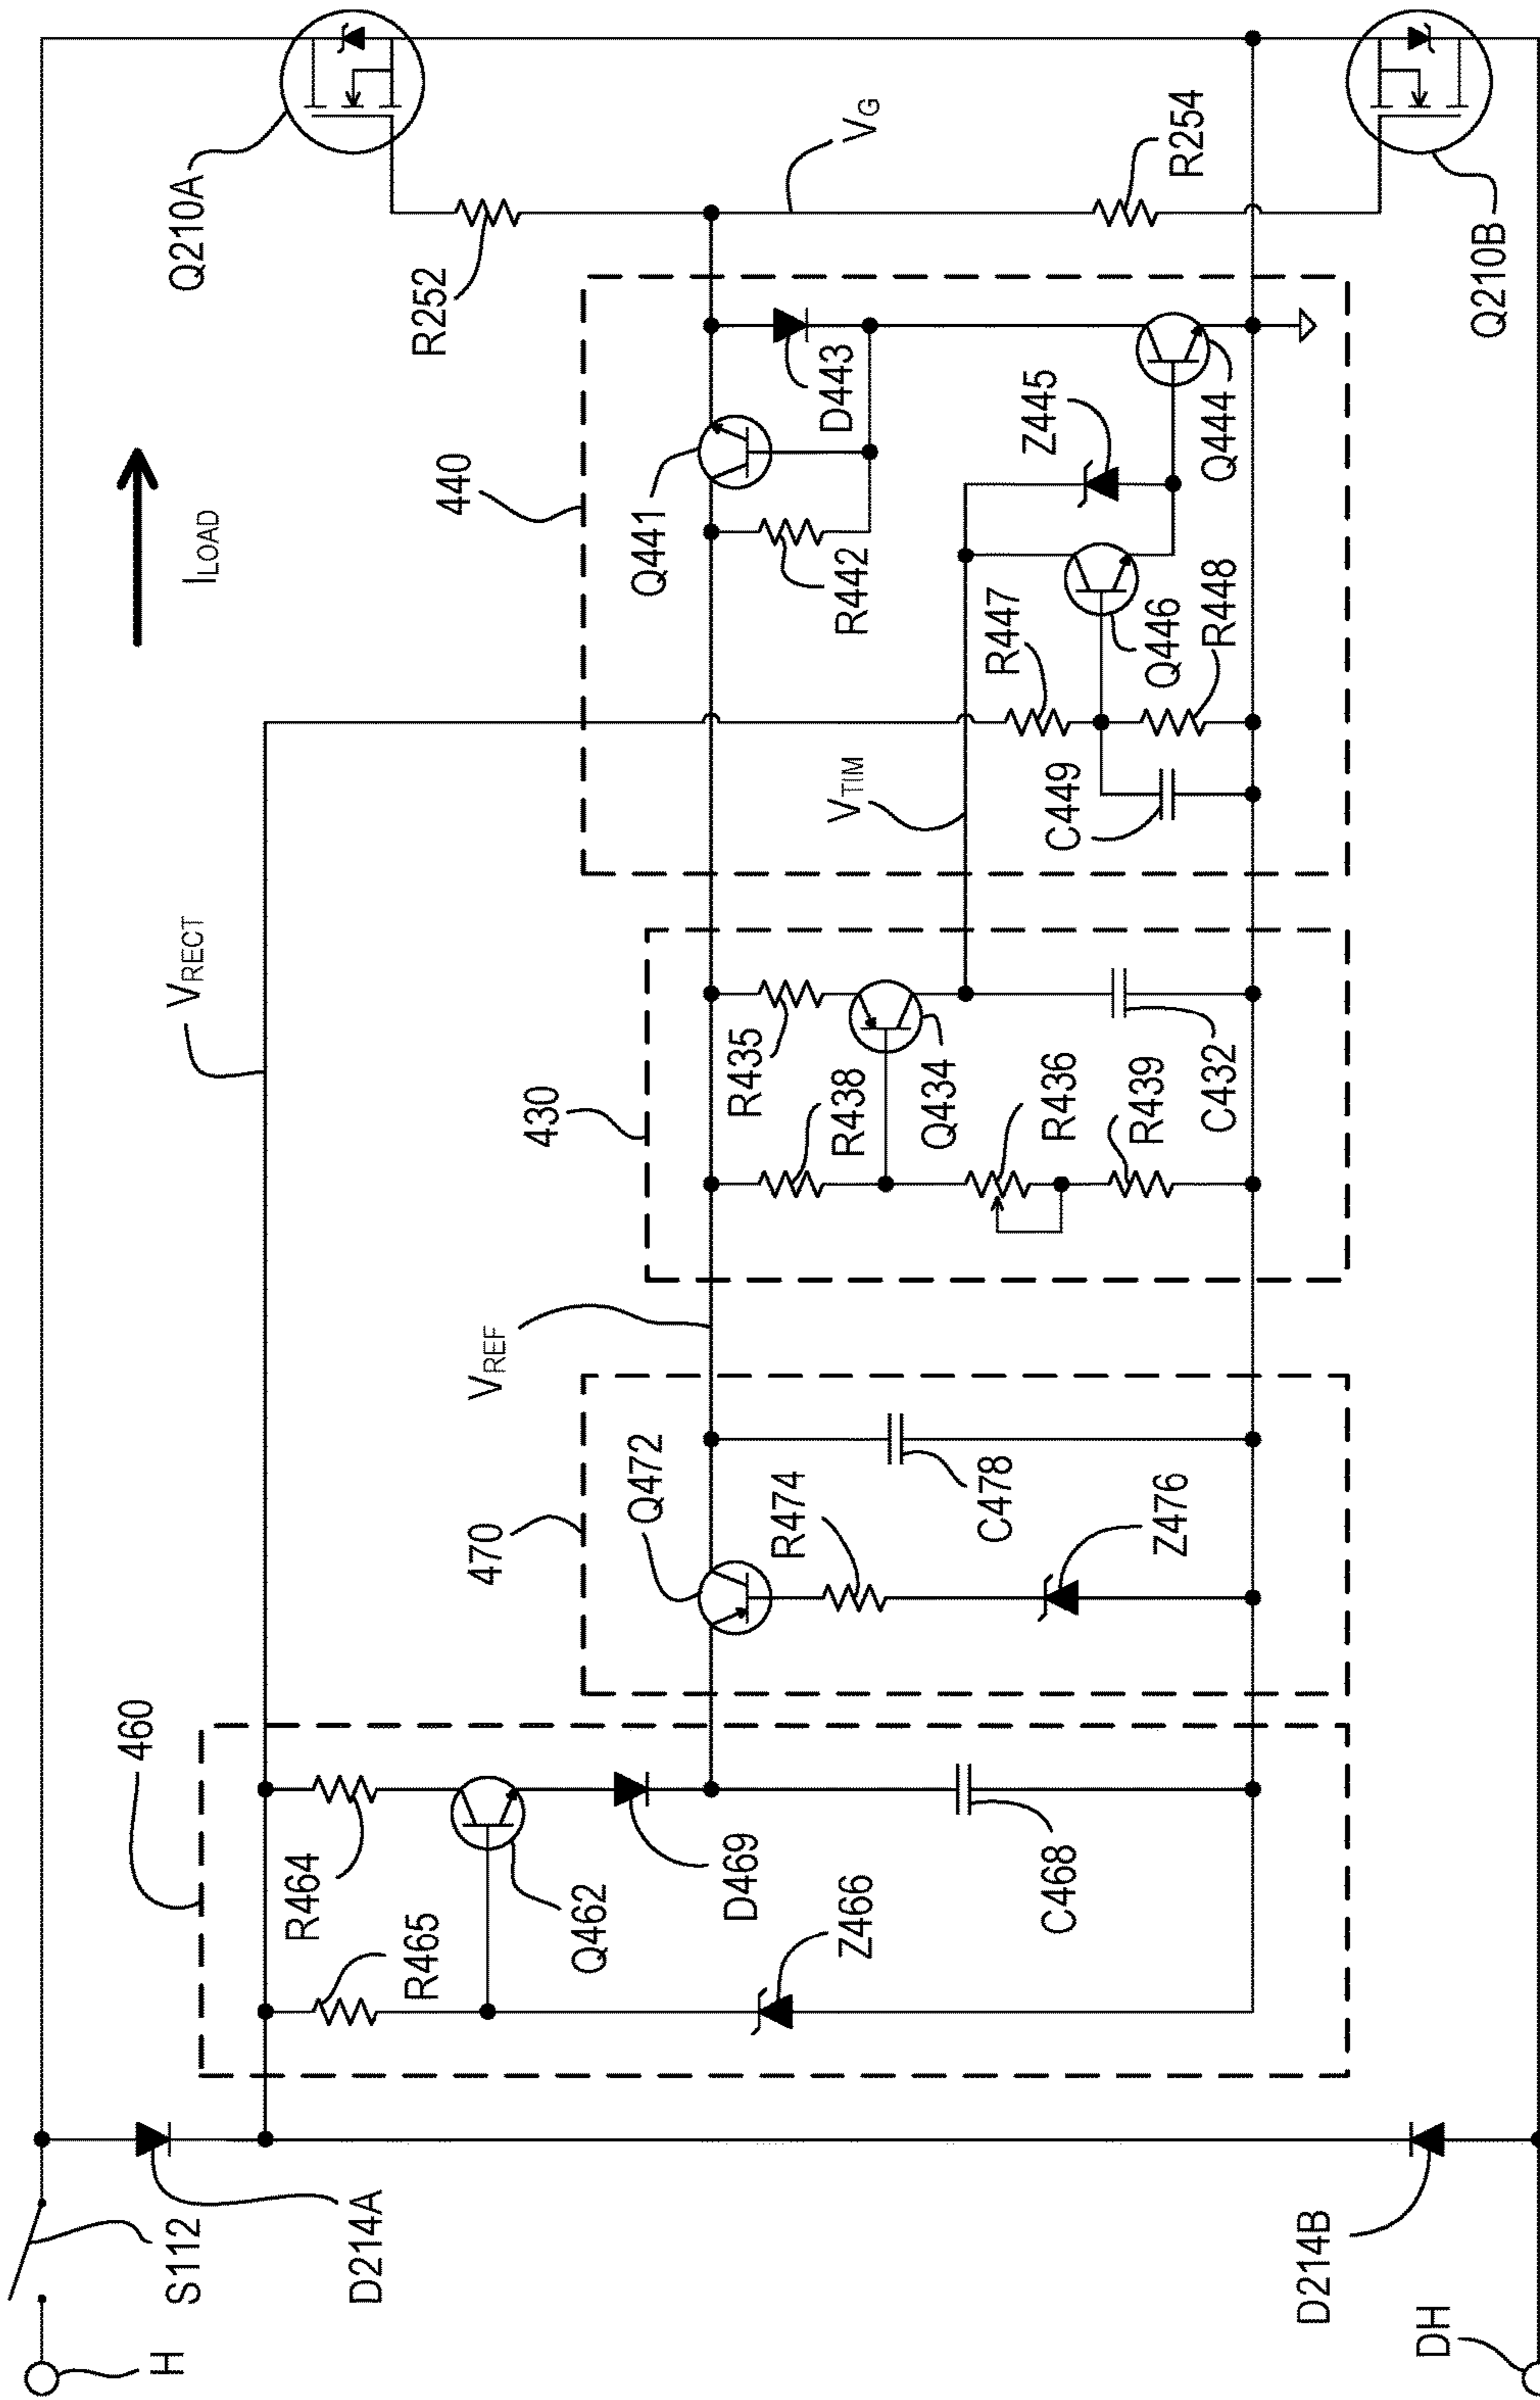 H
S112
D214A
D214B
DH
460
R464
R465
Q462
D469
Z466
C468
470
Q472
R474
C478
Z476
VREF
VRECT
430
R435
R438
Q434
R436
R439
C432
VTIM
440
Q441
R442
D443
Z445
Q444
R447
Q446
R448
C449
ILOAD
Q210A
R252
VG
R254
Q210B